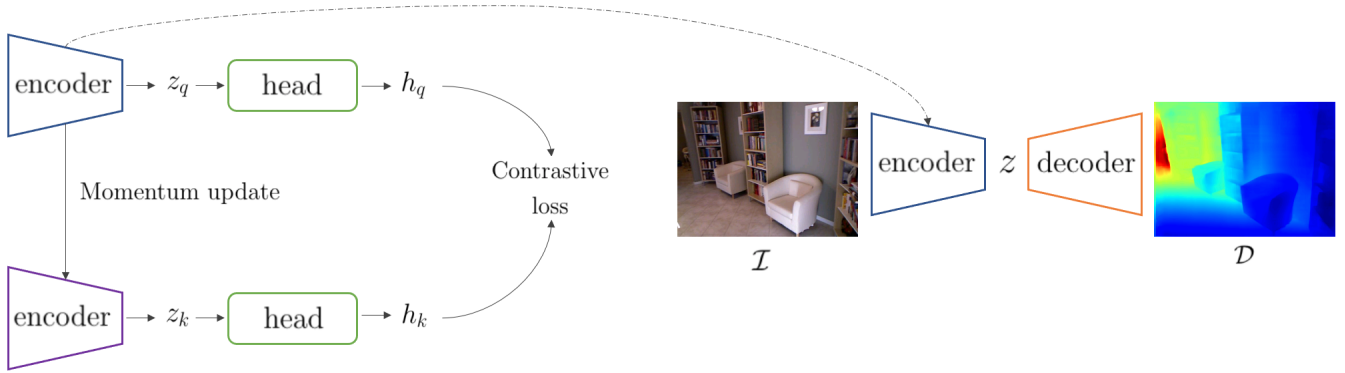 encoder
z_q
head
h_q
Momentum update
Contrastive
loss
encoder
z_k
head
h_k
encoder
z
decoder
I
D